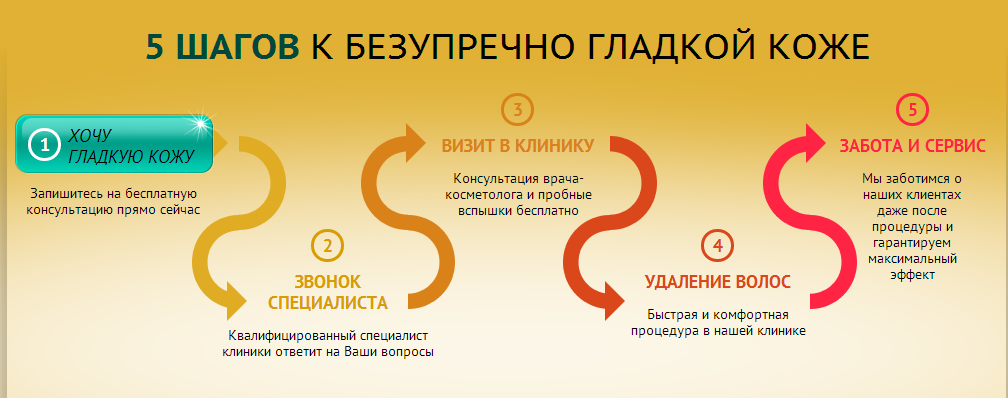 5 ШАГОВ К БЕЗУПРЕЧНО ГЛАДКОЙ КОЖЕ
1
ХОЧУ
ГЛАДКУЮ КОЖУ
Запишитесь на бесплатную
консультацию прямо сейчас
2
ЗВОНОК
СПЕЦИАЛИСТА
Квалифицированный специалист
клиники ответит на Ваши вопросы
3
ВИЗИТ В КЛИНИКУ
Консультация врача-
косметолога и пробные
вспышки бесплатно
4
УДАЛЕНИЕ ВОЛОС
Быстрая и комфортная
процедура в нашей клинике
5
ЗАБОТА И СЕРВИС
Мы заботимся о
наших клиентах
даже после
процедуры и
гарантируем
максимальный
эффект